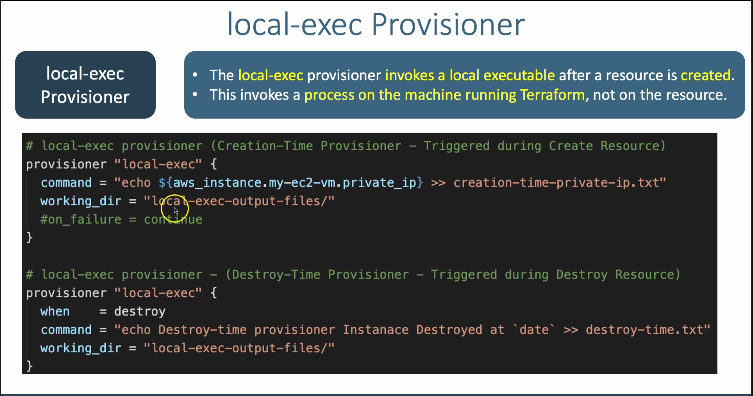 local-exec Provisioner
local-exec
Provisioner
• The local-exec provisioner invokes a local executable after a resource is created.
• This invokes a process on the machine running Terraform, not on the resource.
# local-exec provisioner (Creation-Time Provisioner - Triggered during Create Resource)
provisioner "local-exec" {
  command = "echo ${aws_instance.my-ec2-vm.private_ip} >> creation-time-private-ip.txt"
  working_dir = "local-exec-output-files/"
  #on_failure = continue
}

# local-exec provisioner - (Destroy-Time Provisioner - Triggered during Destroy Resource)
provisioner "local-exec" {
  when    = destroy
  command = "echo Destroy-time provisioner Instanace Destroyed at `date` >> destroy-time.txt"
  working_dir = "local-exec-output-files/"
}